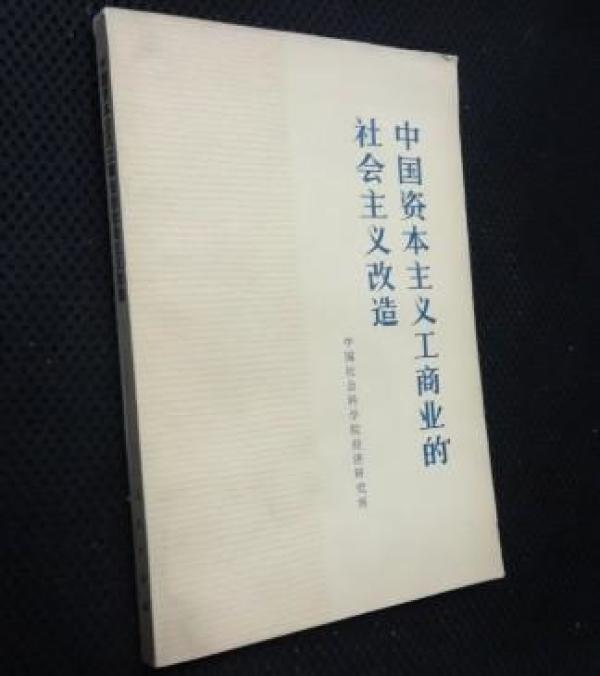 中国资本主义工商业的
社会主义改造
中国社会科学院经济研究所